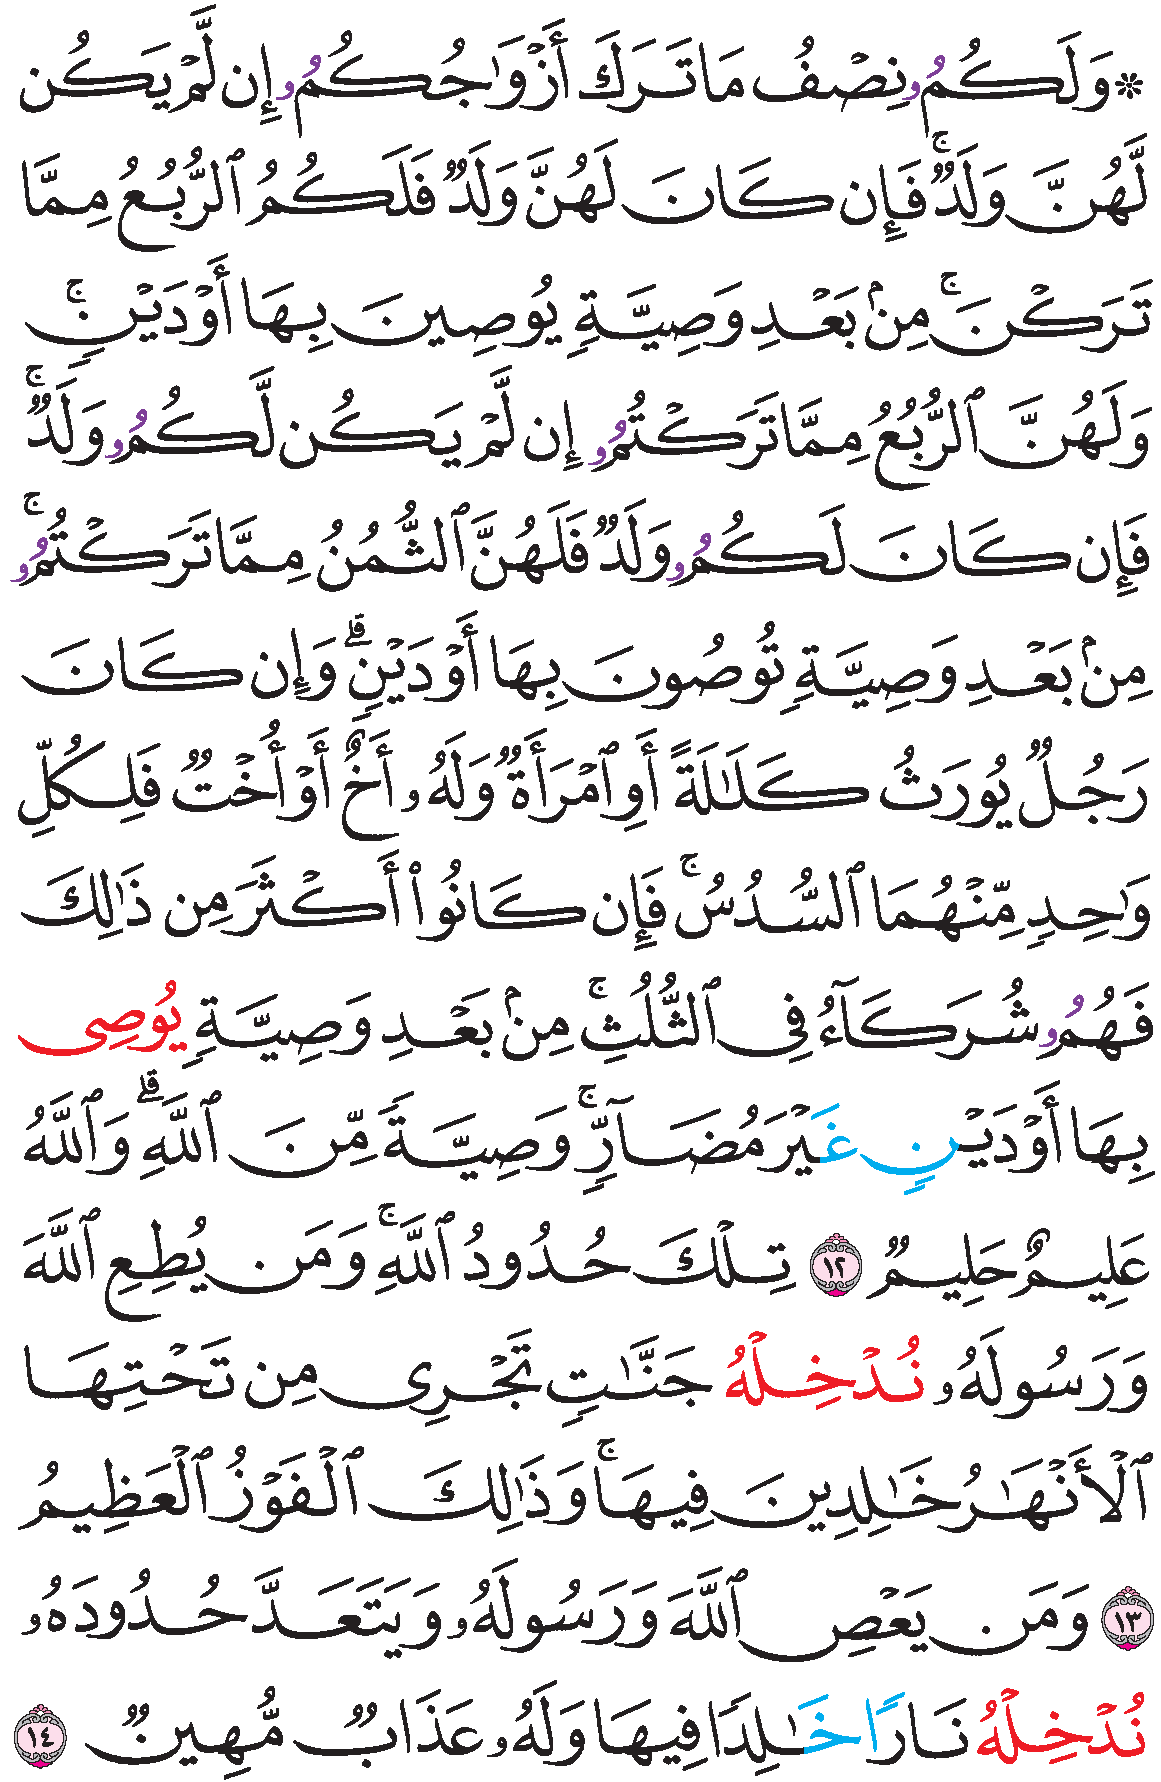 ۞ وَلَكُمُۥ نِصۡفُ مَا تَرَكَ أَزۡوَٰجُكُمُۥ إِن لَّمۡ يَكُن
لَّهُنَّ وَلَدٞۚ فَإِن كَانَ لَهُنَّ وَلَدٞ فَلَكُمُ ٱلرُّبُعُ مِمَّا
تَرَكۡنَۚ مِنۢ بَعۡدِ وَصِيَّةٖ يُوصِينَ بِهَا أَوۡ دَيۡنٖۚ
وَلَهُنَّ ٱلرُّبُعُ مِمَّا تَرَكۡتُمُۥ إِن لَّمۡ يَكُن لَّكُمُۥ وَلَدٞۚ
فَإِن كَانَ لَكُمُۥ وَلَدٞ فَلَهُنَّ ٱلثُّمُنُ مِمَّا تَرَكۡتُمُۥۚ
مِنۢ بَعۡدِ وَصِيَّةٖ تُوصُونَ بِهَا أَوۡ دَيۡنٖۗ وَإِن كَانَ
رَجُلٞ يُورَثُ كَلَٰلَةً أَوِ ٱمۡرَأَةٞ وَلَهُۥ أَخٌ أَوۡ أُخۡتٞ فَلِكُلِّ
وَٰحِدٖ مِّنۡهُمَا ٱلسُّدُسُۚ فَإِن كَانُوٓاْ أَكۡثَرَ مِن ذَٰلِكَ
فَهُمُۥ شُرَكَآءُ فِي ٱلثُّلُثِۚ مِنۢ بَعۡدِ وَصِيَّةٖ يُوصِي
بِهَا أَوۡ دَيۡنٍ غَيۡرَ مُضَآرّٖۚ وَصِيَّةٗ مِّنَ ٱللَّهِۗ وَٱللَّهُ
عَلِيمٌ حَلِيمٞ ١٢ تِلۡكَ حُدُودُ ٱللَّهِۚ وَمَن يُطِعِ ٱللَّهَ
وَرَسُولَهُۥ نُدۡخِلۡهُ جَنَّٰتٖ تَجۡرِي مِن تَحۡتِهَا
ٱلۡأَنۡهَٰرُ خَٰلِدِينَ فِيهَاۚ وَذَٰلِكَ ٱلۡفَوۡزُ ٱلۡعَظِيمُ
١٣ وَمَن يَعۡصِ ٱللَّهَ وَرَسُولَهُۥ وَيَتَعَدَّ حُدُودَهُۥ
نُدۡخِلۡهُ نَارًا خَٰلِدٗا فِيهَا وَلَهُۥ عَذَابٞ مُّهِينٞ ١٤